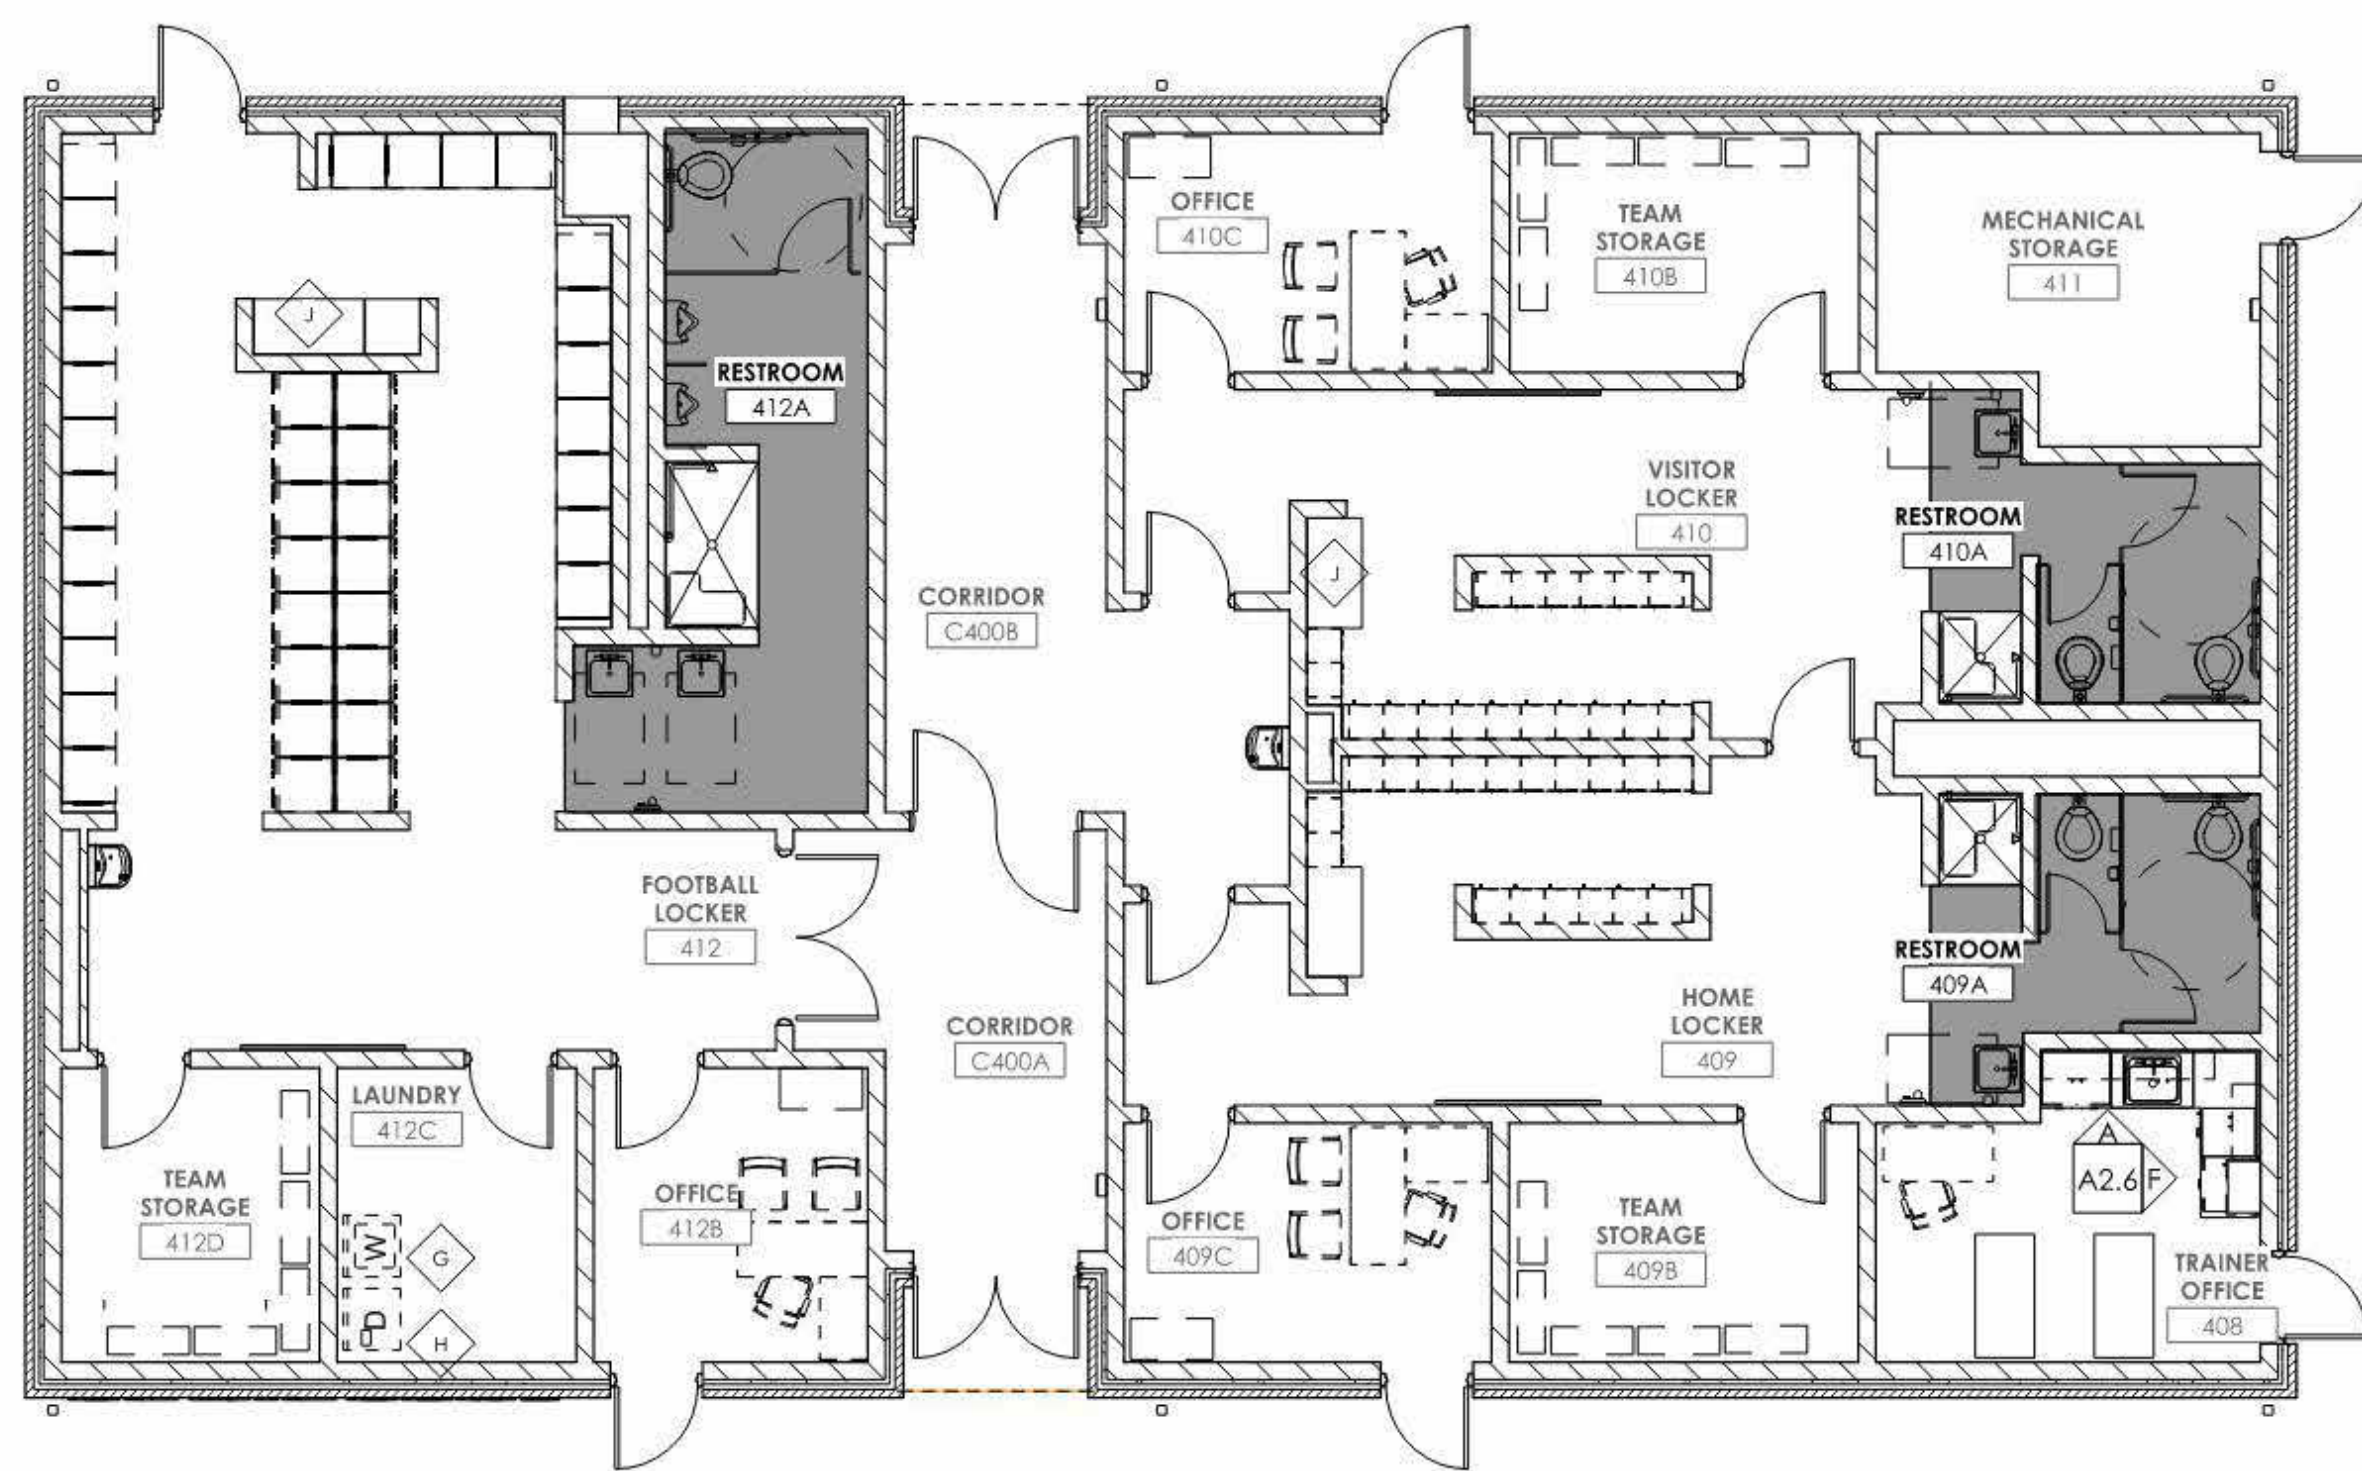 OFFICE
410C
TEAM
STORAGE
410B
MECHANICAL
STORAGE
411
J
RESTROOM
412A
VISITOR
LOCKER
410
RESTROOM
410A
J
CORRIDOR
C400B
FOOTBALL
LOCKER
412
RESTROOM
409A
HOME
LOCKER
409
CORRIDOR
C400A
LAUNDRY
412C
TEAM
STORAGE
412D
OFFICE
412B
W
G
D
H
OFFICE
409C
TEAM
STORAGE
409B
A
A2.6
F
TRAINER
OFFICE
408